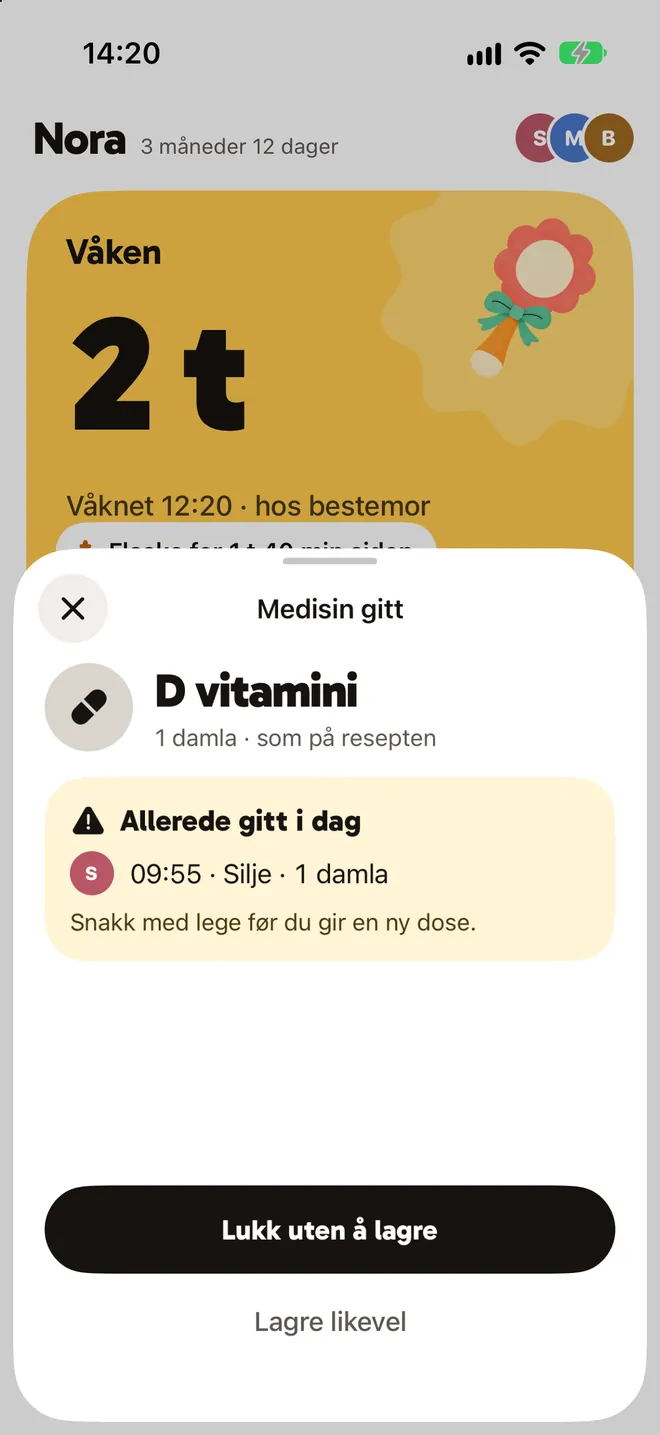 14:20
Nora 3 måneder 12 dager
S M B
Våken
2 t
Våknet 12:20 · hos bestemor
Medisin gitt
D vitamini
1 damla · som på resepten
Allerede gitt i dag
S 09:55 · Silje · 1 damla
Snakk med lege før du gir en ny dose.
Lukk uten å lagre
Lagre likevel